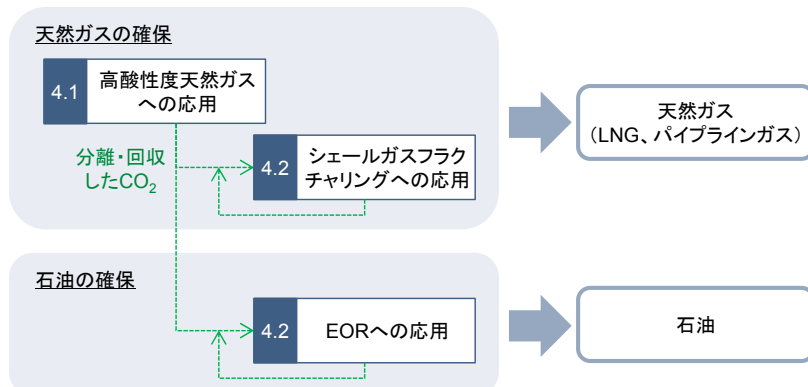 天然ガスの確保
4.1
高酸性度天然ガス
への応用
分離・回収
したCO₂
4.2
シェールガスフラク
チャリングへの応用
天然ガス
(LNG、パイプラインガス)
石油の確保
4.2
EORへの応用
石油